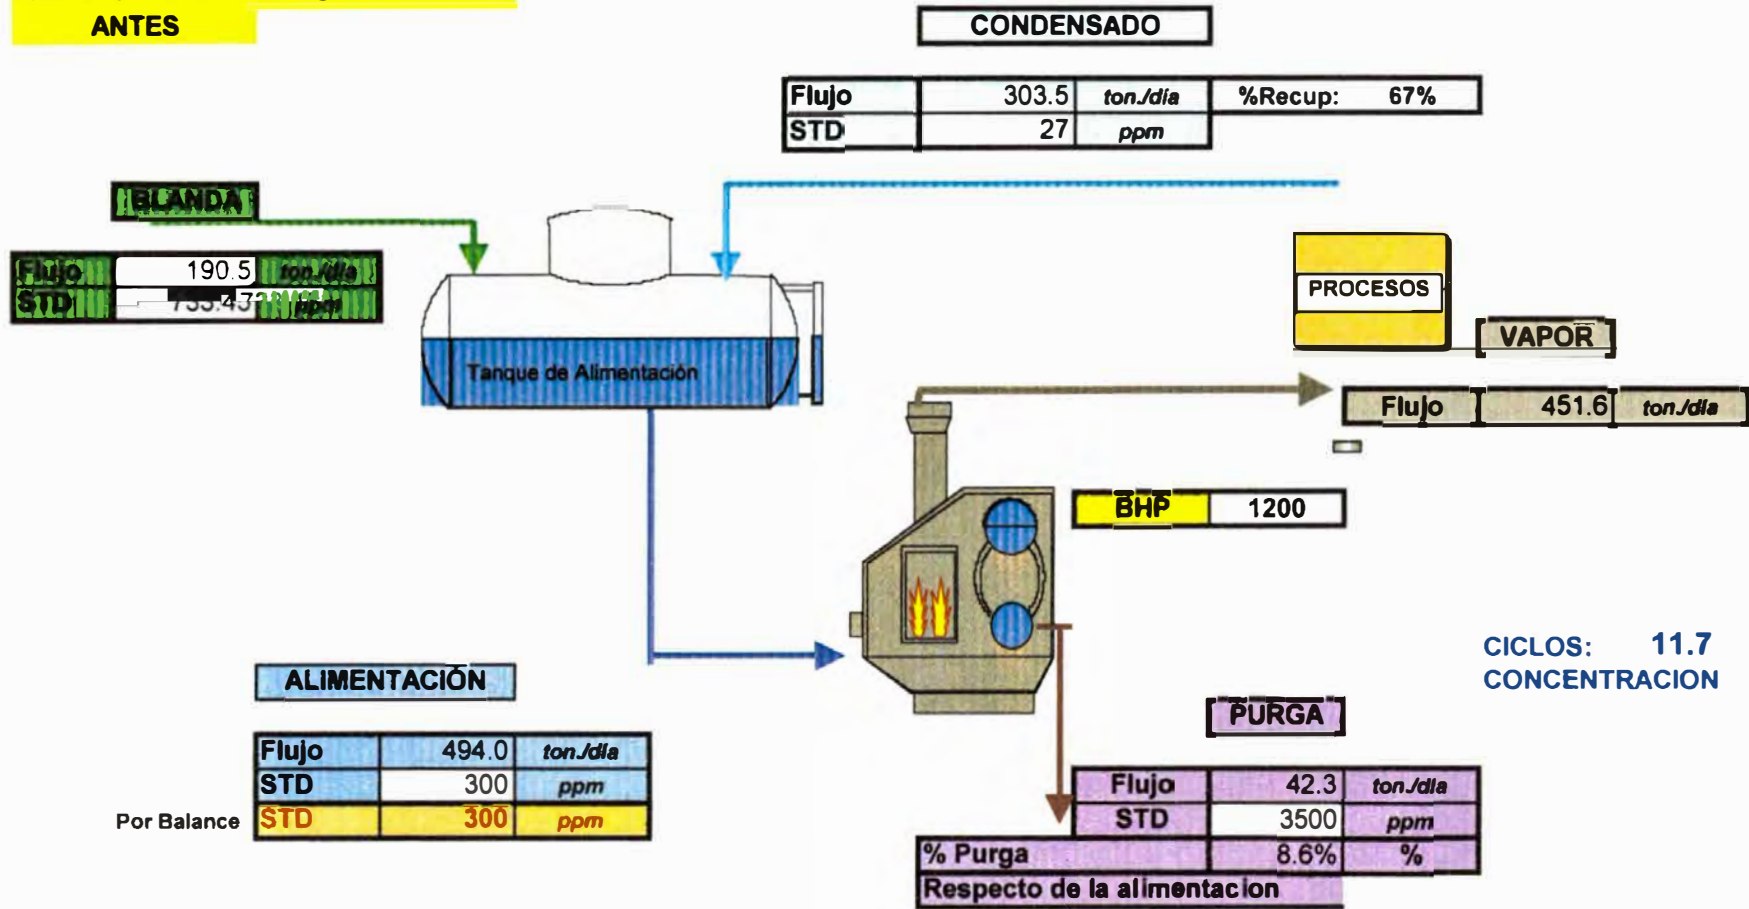 ANTES
CONDENSADO
Flujo 303.5 ton./día %Recup: 67%
STD 27 ppm
BLANDA
Flujo 190.5 ton./día
STD ppm
PROCESOS
VAPOR
Tanque de Alimentación
Flujo 451.6 ton./día
BHP 1200
CICLOS: 11.7
CONCENTRACION
ALIMENTACIÓN
PURGA
Flujo 494.0 ton./día
STD 300 ppm
Por Balance STD 300 ppm
Flujo 42.3 ton./día
STD 3500 ppm
% Purga 8.6% %
Respecto de la alimentacion